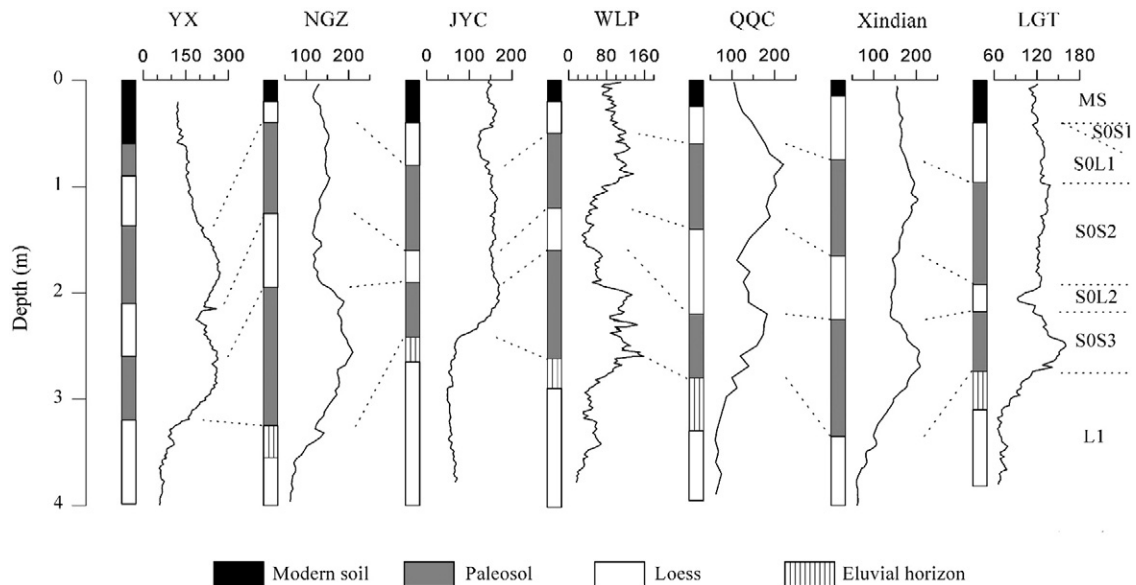 YX NGZ JYC WLP QQC Xindian LGT
0 150 300 100 200 0 100 200 0 80 160 100 200 100 200 60 120 180
0
MS
S0S1
S0L1
1
S0S2
Depth (m)
2
S0L2
S0S3
3
L1
4
Modern soil Paleosol Loess Eluvial horizon